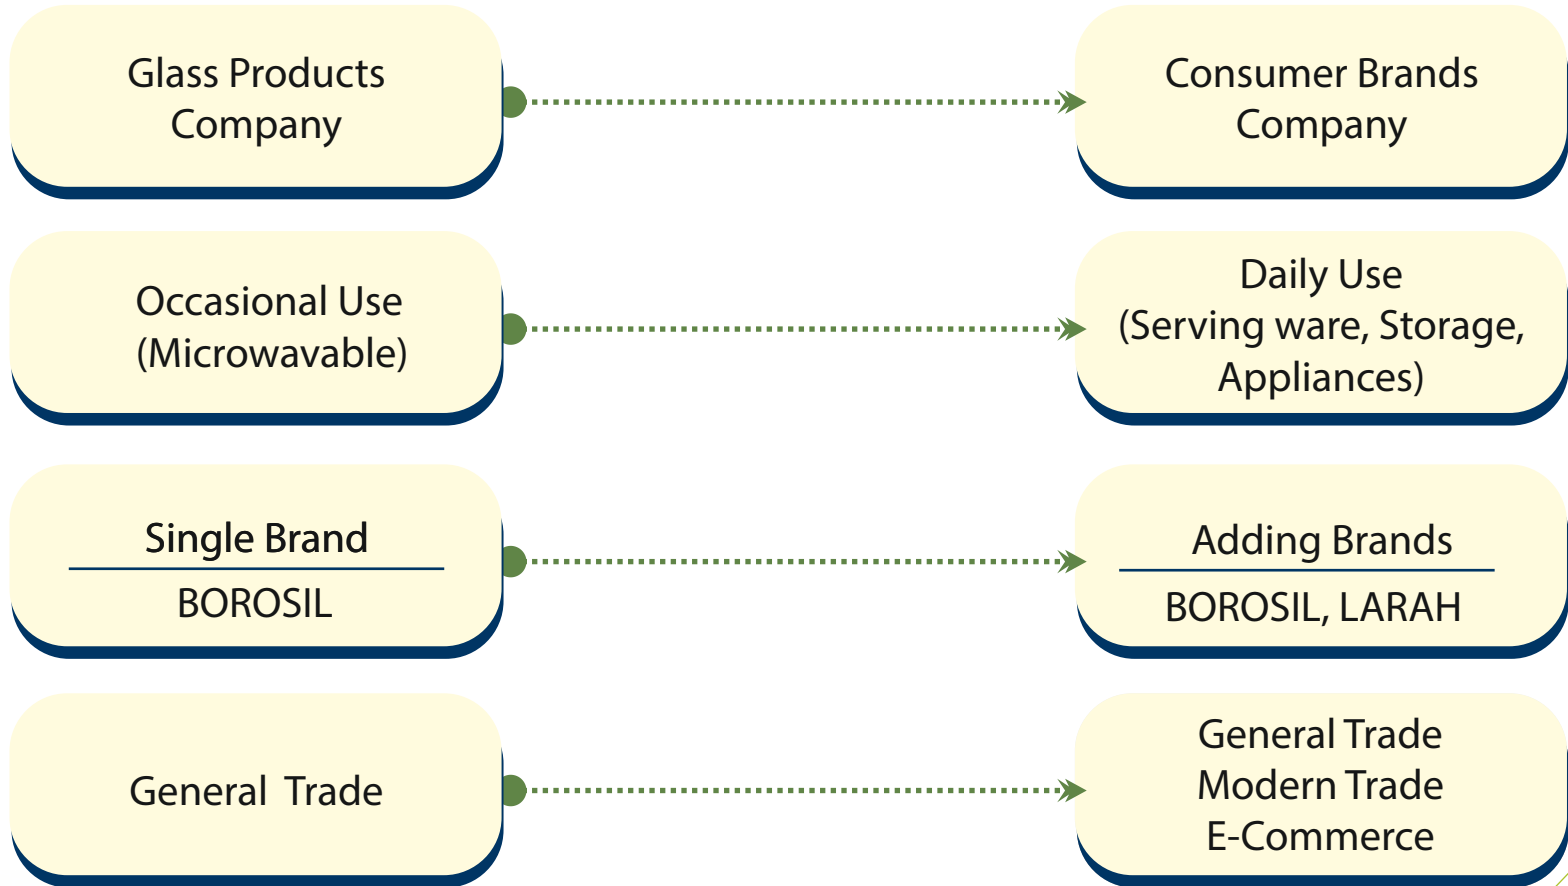 Glass Products
Company
Consumer Brands
Company
Occasional Use
(Microwavable)
Daily Use
(Serving ware, Storage,
Appliances)
Single Brand
BOROSIL
Adding Brands
BOROSIL, LARAH
General Trade
General Trade
Modern Trade
E-Commerce